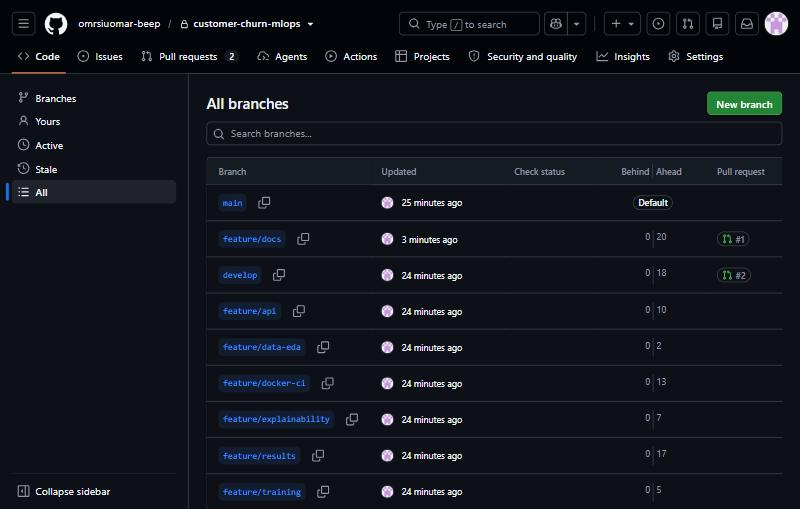 omrsiuomar-beep / customer-churn-mlops
Type / to search
Code
Issues
Pull requests 2
Agents
Actions
Projects
Security and quality
Insights
Settings
Branches
Yours
Active
Stale
All
Collapse sidebar
All branches
New branch
Search branches...
Branch Updated Check status Behind Ahead Pull request
main 25 minutes ago Default
feature/docs 3 minutes ago 0 20 #1
develop 24 minutes ago 0 18 #2
feature/api 24 minutes ago 0 10
feature/data-eda 24 minutes ago 0 2
feature/docker-ci 24 minutes ago 0 13
feature/explainability 24 minutes ago 0 7
feature/results 24 minutes ago 0 17
feature/training 24 minutes ago 0 5